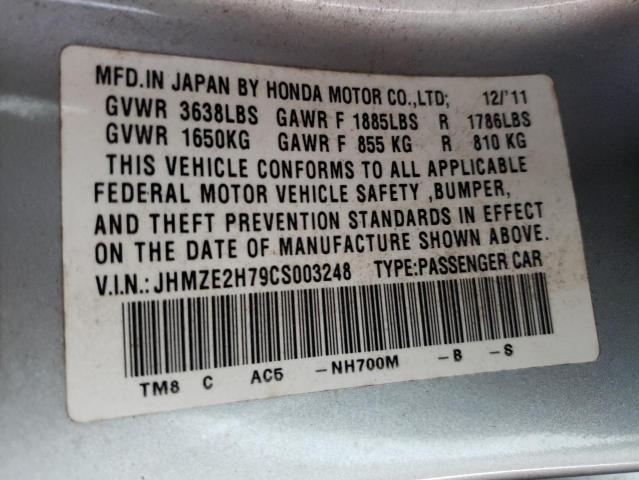 MFD.IN JAPAN BY HONDA MOTOR CO.,LTD; 12/'11
GVWR 3638LBS GAWR F 1885LBS R 1786LBS
GVWR 1650KG GAWR F 855 KG R 810 KG
THIS VEHICLE CONFORMS TO ALL APPLICABLE
FEDERAL MOTOR VEHICLE SAFETY ,BUMPER,
AND THEFT PREVENTION STANDARDS IN EFFECT
ON THE DATE OF MANUFACTURE SHOWN ABOVE.
V.I.N.: JHMZE2H79CS003248 TYPE:PASSENGER CAR
TM8 C AC5 -NH700M -B -S